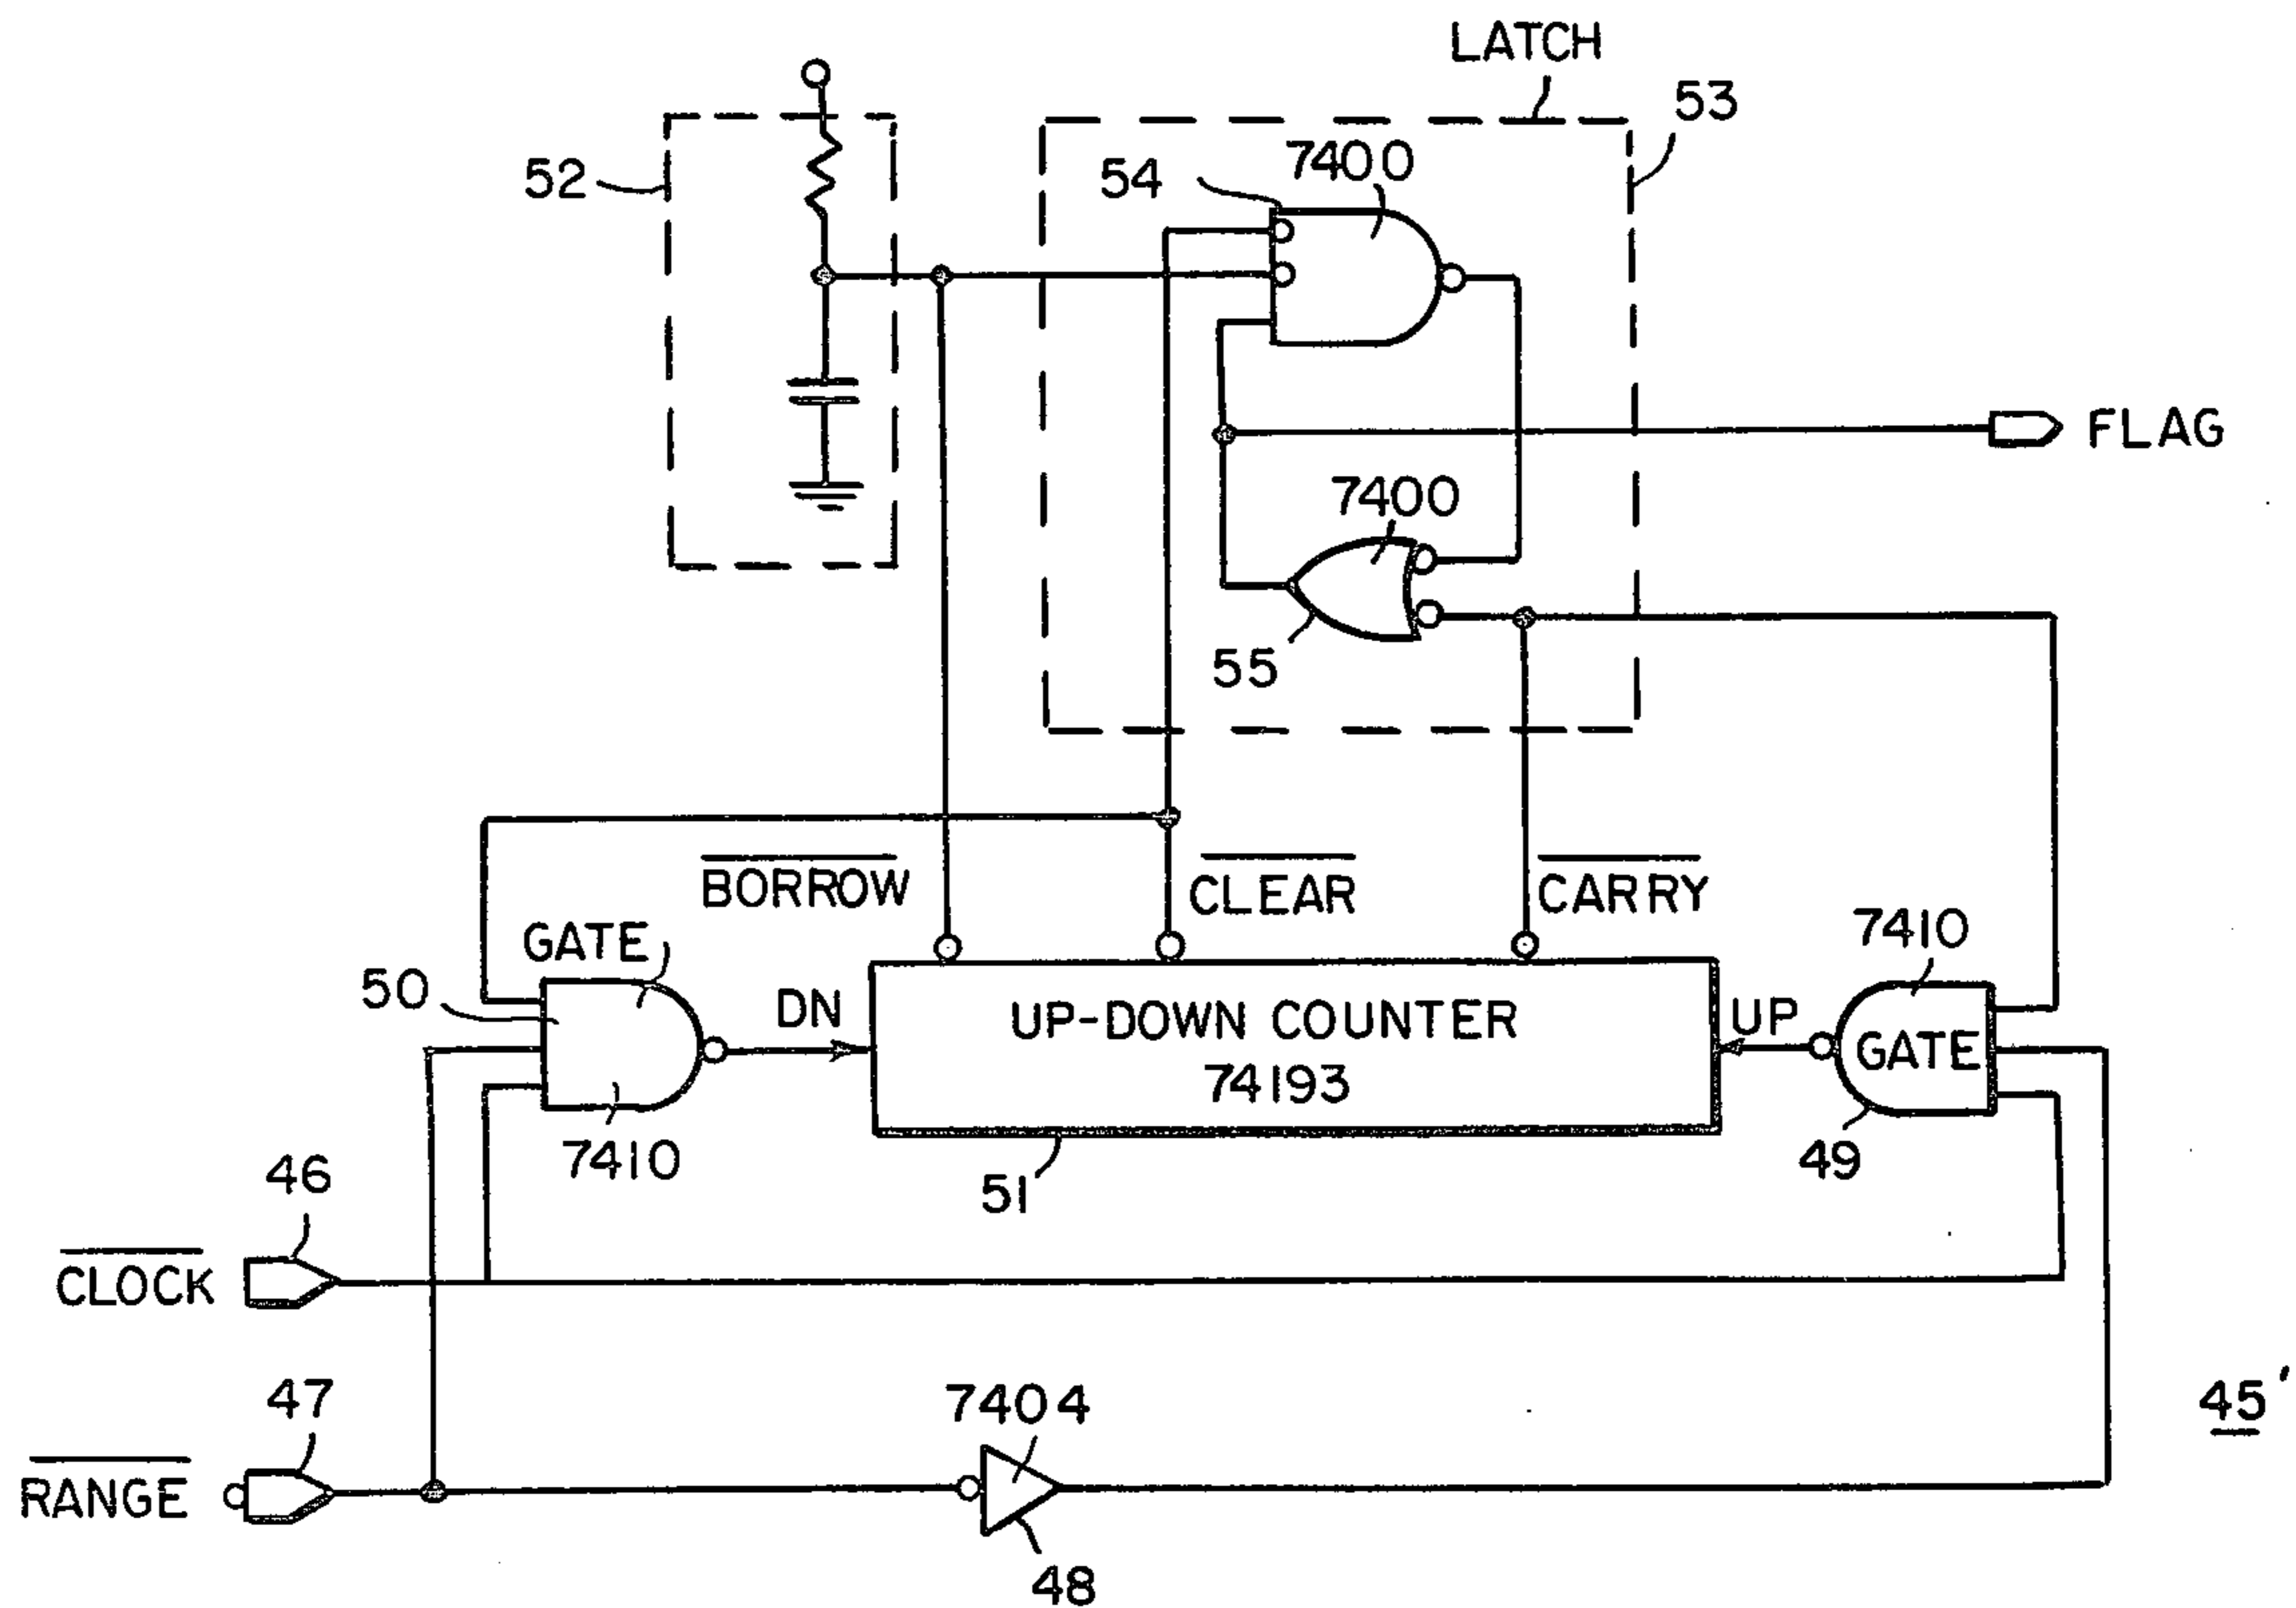 LATCH
53
52
54
7400
FLAG
7400
55
BORROW
CLEAR
CARRY
7410
GATE
50
DN
UP-DOWN COUNTER
74193
UP
GATE
7410
49
51
46
CLOCK
47
7404
45'
RANGE
48